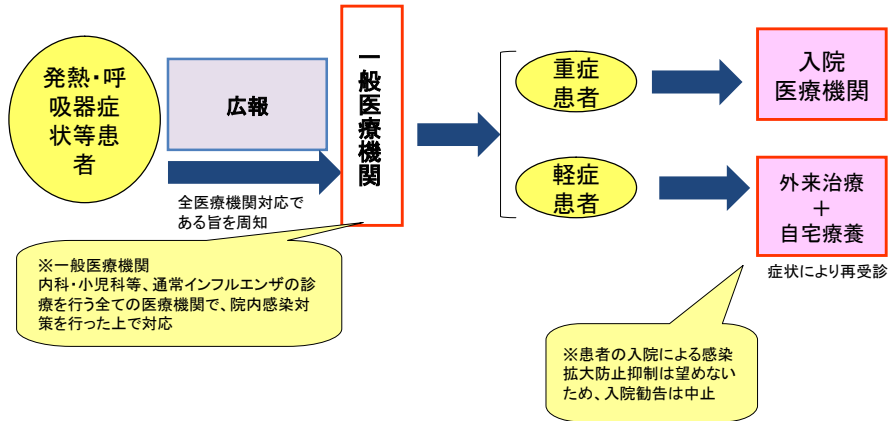 発熱・呼
吸器症
状等患
者
広報
全医療機関対応で
ある旨を周知
一般医療機関
※一般医療機関
内科・小児科等、通常インフルエンザの診
療を行う全ての医療機関で、院内感染対
策を行った上で対応
重症
患者
入院
医療機関
軽症
患者
外来治療
+
自宅療養
症状により再受診
※患者の入院による感染
拡大防止抑制は望めない
ため、入院勧告は中止